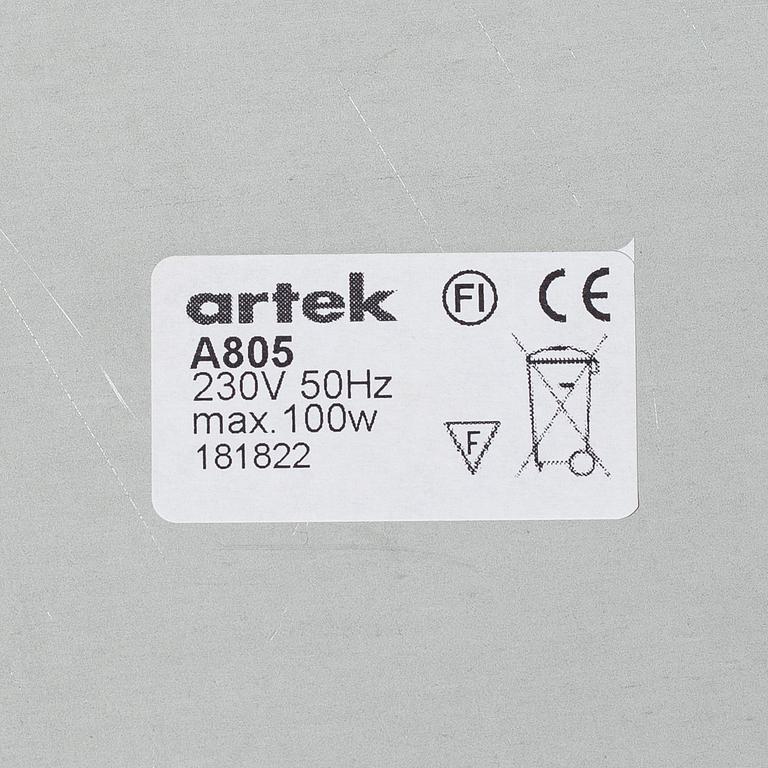 artek FI CE
A805
230V 50Hz
max. 100w
181822
F